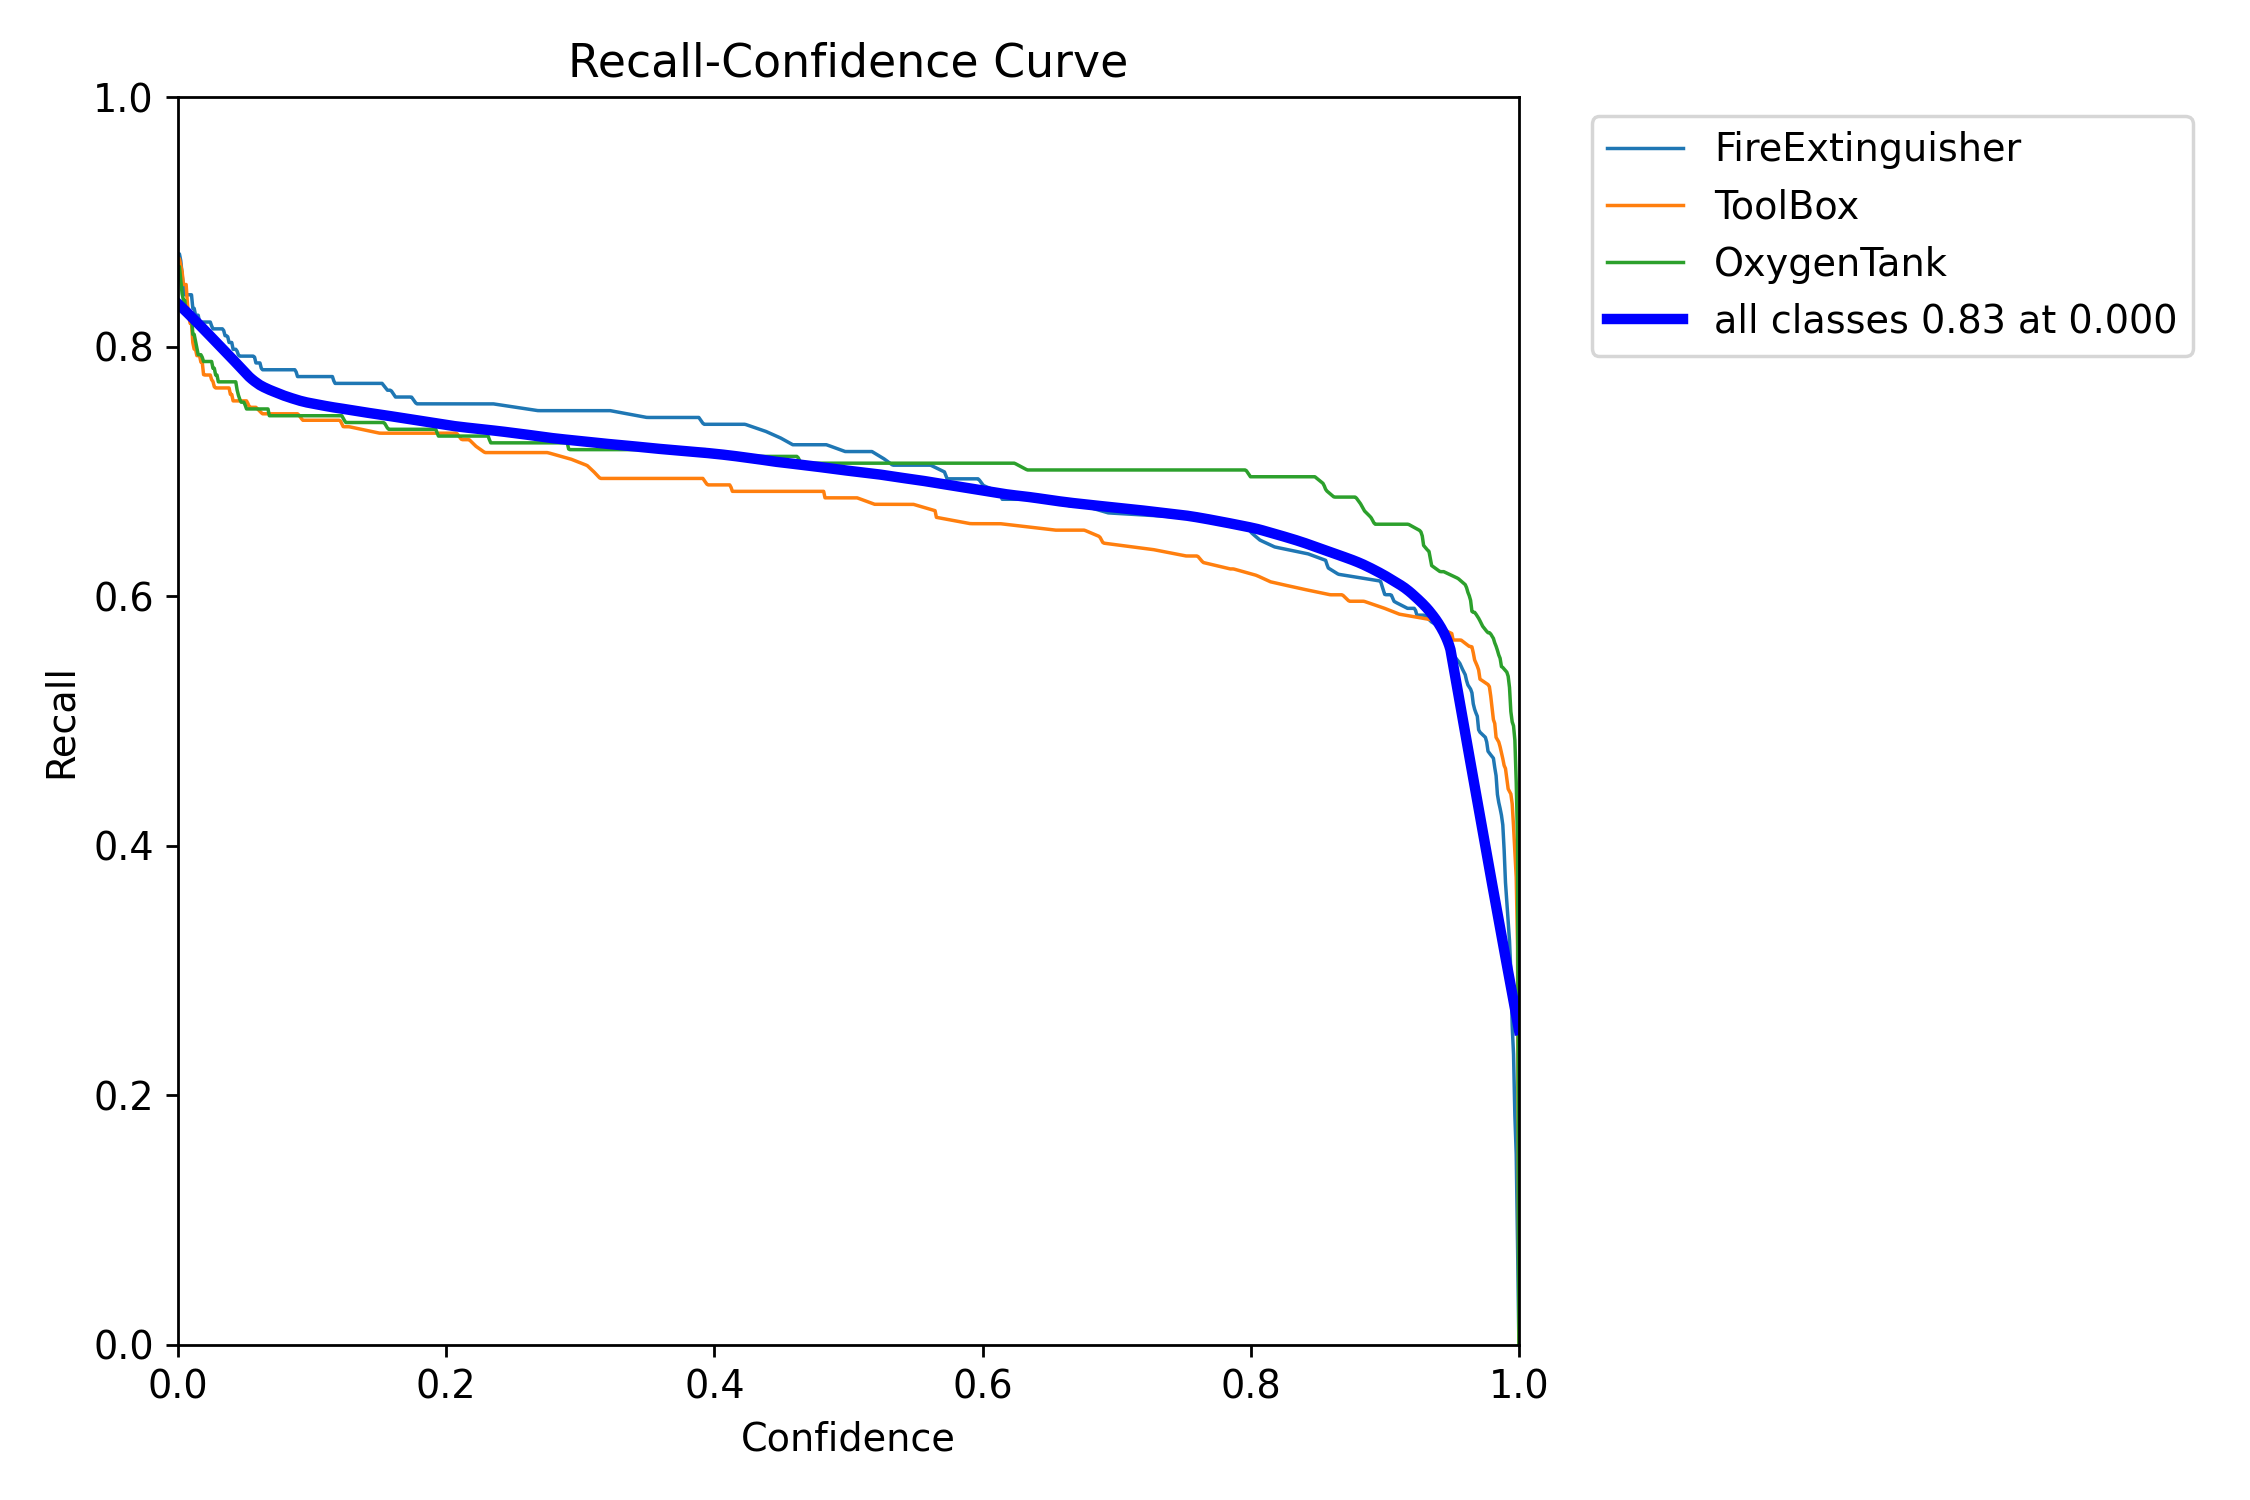 Recall-Confidence Curve
1.0
0.8
0.6
0.4
0.2
0.0
Recall
0.0 0.2 0.4 0.6 0.8 1.0
Confidence
FireExtinguisher
ToolBox
OxygenTank
all classes 0.83 at 0.000